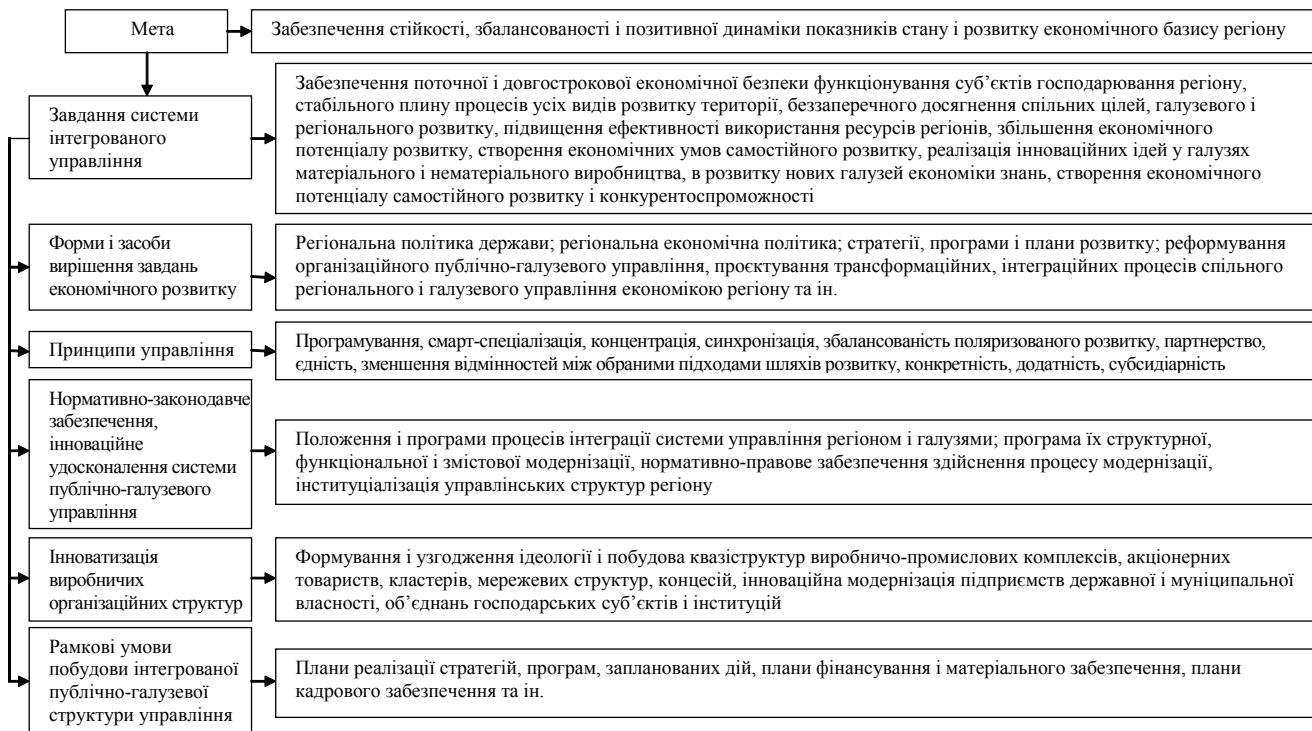 Мета
Забезпечення стійкості, збалансованості і позитивної динаміки показників стану і розвитку економічного базису регіону
Завдання системи
інтегрованого
управління
Забезпечення поточної і довгострокової економічної безпеки функціонування суб’єктів господарювання регіону,
стабільного плину процесів усіх видів розвитку території, беззаперечного досягнення спільних цілей, галузевого і
регіонального розвитку, підвищення ефективності використання ресурсів регіонів, збільшення економічного
потенціалу розвитку, створення економічних умов самостійного розвитку, реалізація інноваційних ідей у галузях
матеріального і нематеріального виробництва, в розвитку нових галузей економіки знань, створення економічного
потенціалу самостійного розвитку і конкурентоспроможності
Форми і засоби
вирішення завдань
економічного розвитку
Регіональна політика держави; регіональна економічна політика; стратегії, програми і плани розвитку; реформування
організаційного публічно-галузевого управління, проєктування трансформаційних, інтеграційних процесів спільного
регіонального і галузевого управління економікою регіону та ін.
Принципи управління
Програмування, смарт-спеціалізація, концентрація, синхронізація, збалансованість поляризованого розвитку, партнерство,
єдність, зменшення відмінностей між обраними підходами шляхів розвитку, конкретність, додатність, субсидіарність
Нормативно-законодавче
забезпечення,
інноваційне
удосконалення системи
публічно-галузевого
управління
Положення і програми процесів інтеграції системи управління регіоном і галузями; програма їх структурної,
функціональної і змістової модернізації, нормативно-правове забезпечення здійснення процесу модернізації,
інституціалізація управлінських структур регіону
Інноватизація
виробничих
організаційних структур
Формування і узгодження ідеології і побудова квазіструктур виробничо-промислових комплексів, акціонерних
товариств, кластерів, мережевих структур, концесій, інноваційна модернізація підприємств державної і муніципальної
власності, об’єднань господарських суб’єктів і інституцій
Рамкові умови
побудови інтегрованої
публічно-галузевої
структури управління
Плани реалізації стратегій, програм, запланованих дій, плани фінансування і матеріального забезпечення, плани
кадрового забезпечення та ін.